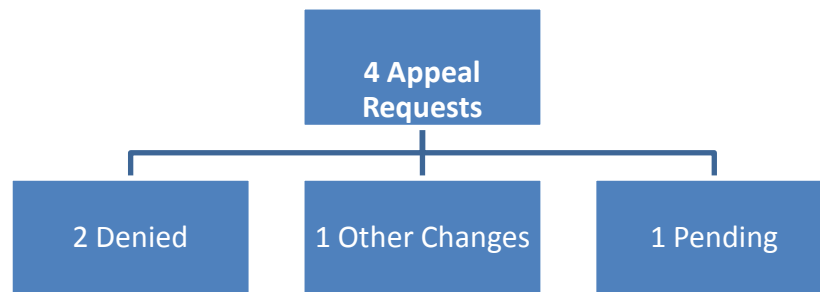 4 Appeal
Requests
2 Denied
1 Other Changes
1 Pending